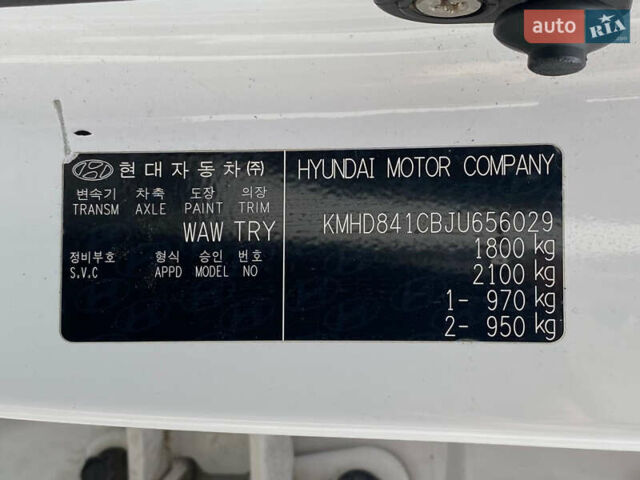 auto RIA
현대자동차(주)
변속기 차축 도장 의장
TRANSM AXLE PAINT TRIM
WAW TRY
정비부호 형식 승인 번호
S.V.C APPD MODEL NO
HYUNDAI MOTOR COMPANY
KMHD841CBJU656029
1800 kg
2100 kg
1- 970 kg
2- 950 kg